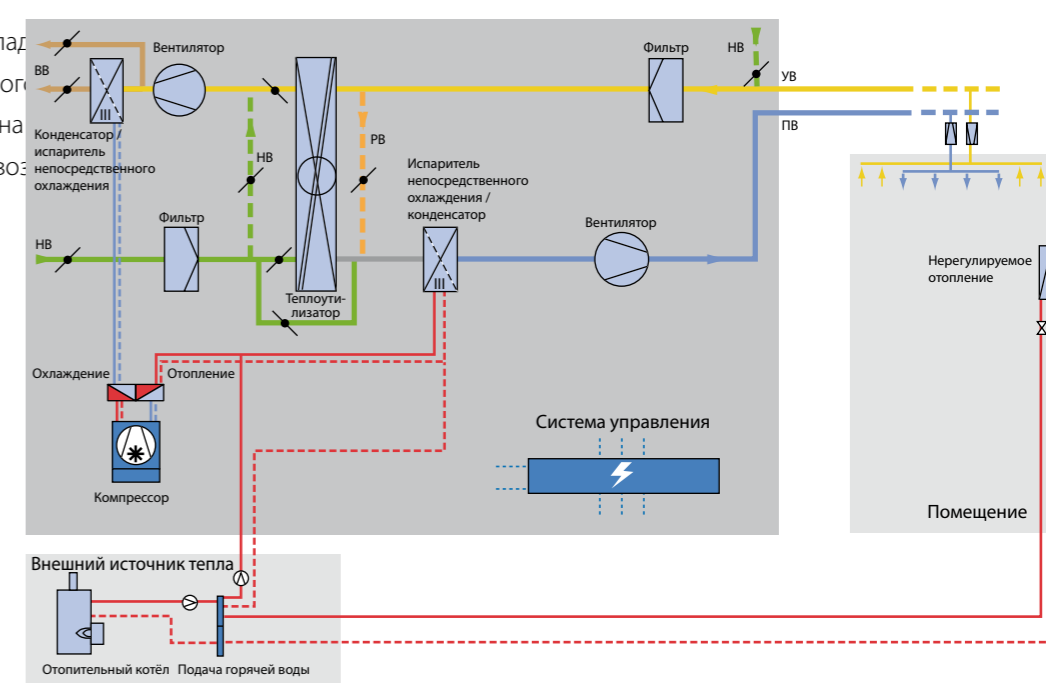 ВВ
Вентилятор
Фильтр
НВ
УВ
ПВ
Конденсатор /
испаритель
непосредственного
охлаждения
НВ
РВ
Испаритель
непосредственного
охлаждения /
конденсатор
Фильтр
НВ
Вентилятор
Теплоути-
лизатор
Нерегулируемое
отопление
Охлаждение
Отопление
Компрессор
Система управления
Помещение
Внешний источник тепла
Отопительный котёл
Подача горячей воды